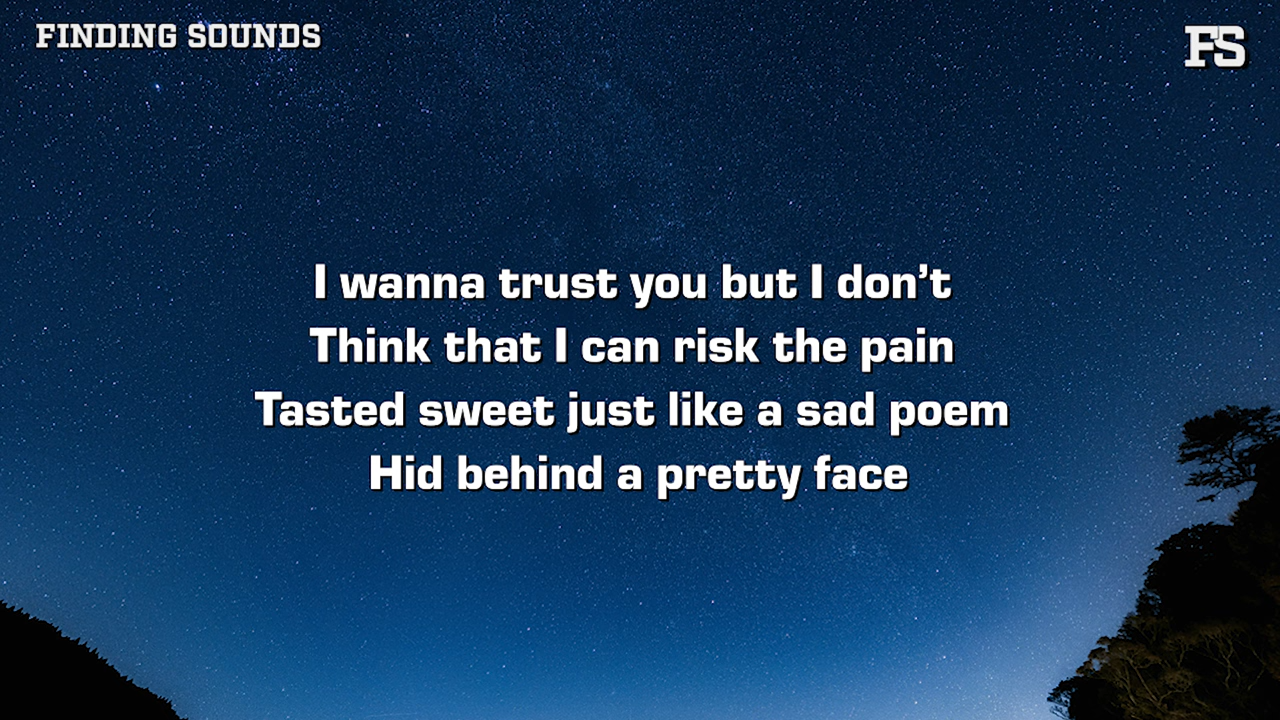 FINDING SOUNDS
FS
I wanna trust you but I don’t
Think that I can risk the pain
Tasted sweet just like a sad poem
Hid behind a pretty face